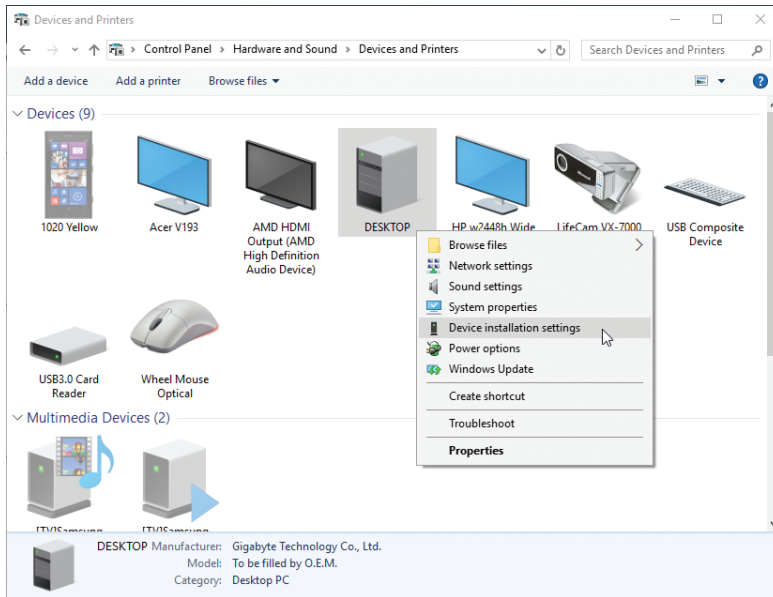 Devices and Printers
Control Panel > Hardware and Sound > Devices and Printers
Search Devices and Printers
Add a device Add a printer Browse files
Devices (9)
1020 Yellow Acer V193 AMD HDMI DESKTOP HP w2448h Wide LifeCam VX-7000 USB Composite
Output (AMD Device
High Definition
Audio Device)
Browse files
Network settings
Sound settings
System properties
Device installation settings
Power options
Windows Update
Create shortcut
Troubleshoot
Properties
USB3.0 Card Wheel Mouse
Reader Optical
Multimedia Devices (2)
[TV]Samsung [TV]Samsung
DESKTOP Manufacturer: Gigabyte Technology Co., Ltd.
Model: To be filled by O.E.M.
Category: Desktop PC